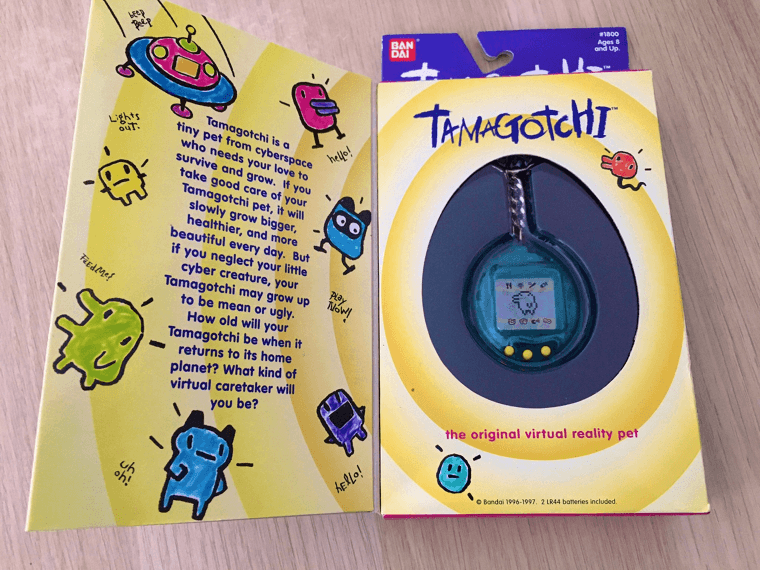 beep
beep
Lights
out!
hello!
Tamagotchi is a
tiny pet from cyberspace
who needs your love to
survive and grow. If you
take good care of your
Tamagotchi pet, it will
slowly grow bigger,
healthier, and more
beautiful every day. But
if you neglect your little
cyber creature, your
Tamagotchi may grow up
to be mean or ugly.
How old will your
Tamagotchi be when it
returns to its home
planet? What kind of
virtual caretaker will
you be?
FeedMe!
Play
Now!
uh
oh!
hello!
BAN
DAI
#1800
Ages 8
and Up.
TAMAGOTCHI™
the original virtual reality pet
© Bandai 1996-1997. 2 LR44 batteries included.